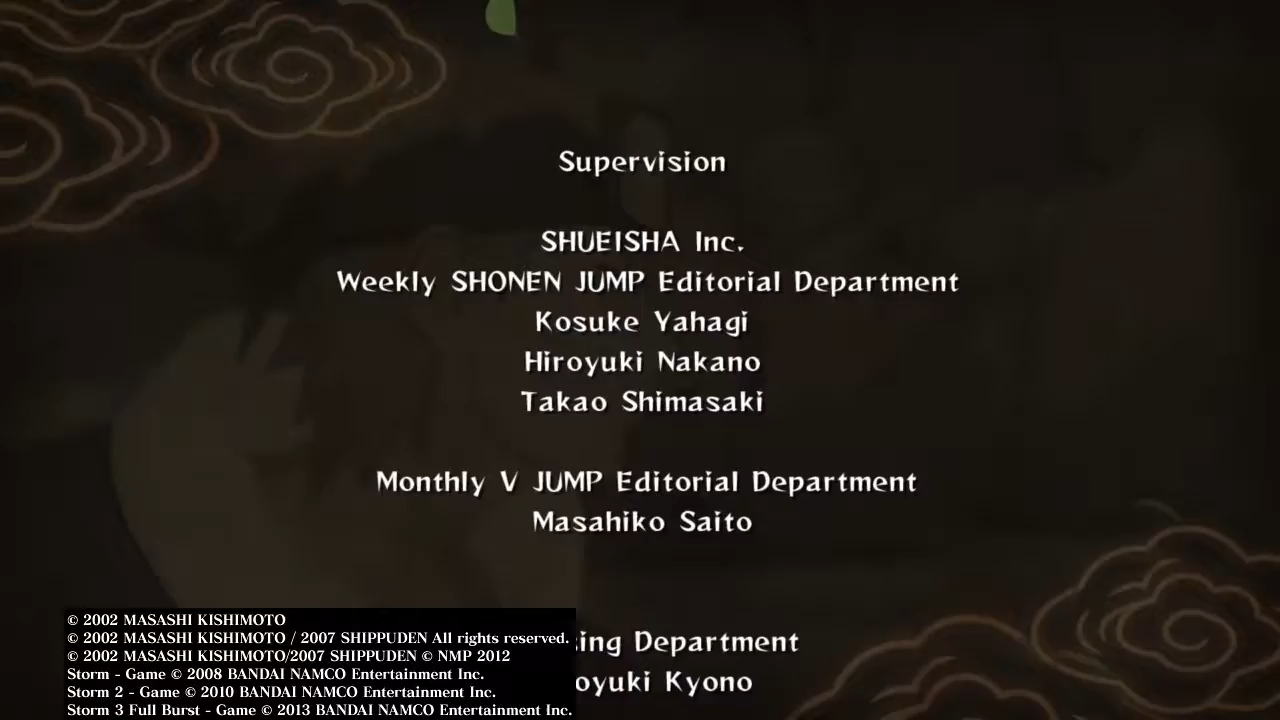 Supervision
SHUEISHA Inc.
Weekly SHONEN JUMP Editorial Department
Kosuke Yahagi
Hiroyuki Nakano
Takao Shimasaki
Monthly V JUMP Editorial Department
Masahiko Saito
Department
Kyono
© 2002 MASASHI KISHIMOTO
© 2002 MASASHI KISHIMOTO / 2007 SHIPPUDEN All rights reserved.
© 2002 MASASHI KISHIMOTO/2007 SHIPPUDEN © NMP 2012
Storm - Game © 2008 BANDAI NAMCO Entertainment Inc.
Storm 2 - Game © 2010 BANDAI NAMCO Entertainment Inc.
Storm 3 Full Burst - Game © 2013 BANDAI NAMCO Entertainment Inc.